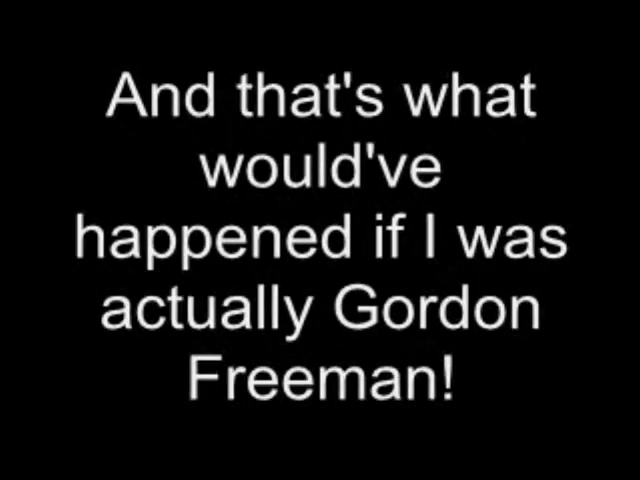 And that's what
would've
happened if I was
actually Gordon
Freeman!